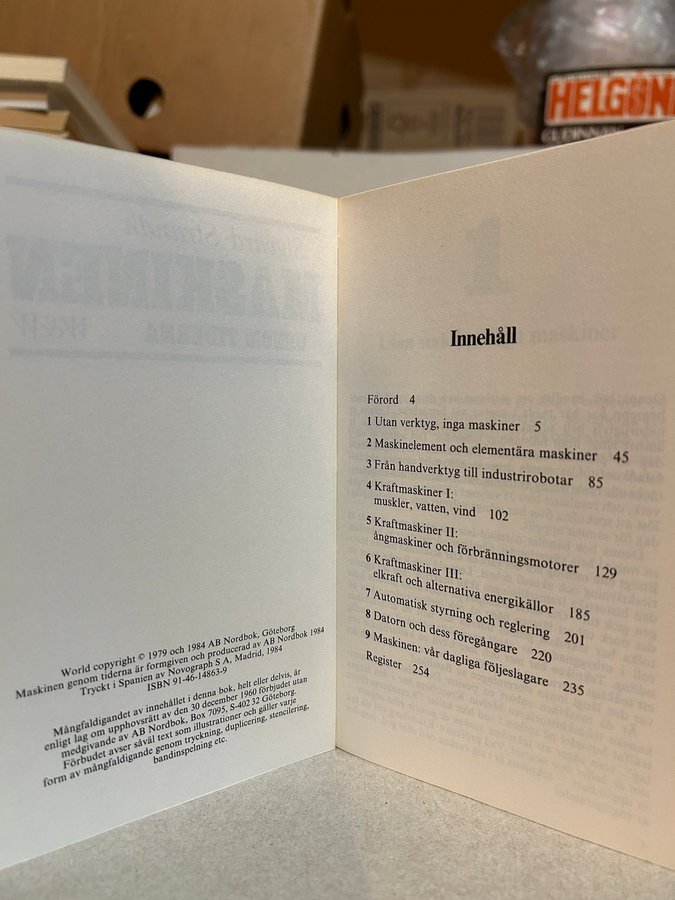 HELGON
World copyright © 1979 och 1984 AB Nordbok, Göteborg
Maskinen genom tiderna är formgiven och producerad av AB Nordbok 1984
Tryckt i Spanien av Novograph S A, Madrid, 1984
ISBN 91-46-14863-9
Mångfaldigandet av innehållet i denna bok, helt eller delvis, är
enligt lag om upphovsrätt av den 30 december 1960 förbjudet utan
medgivande av AB Nordbok, Box 7095, S-402 32 Göteborg.
Förbudet avser såväl text som illustrationer och gäller varje
form av mångfaldigande genom tryckning, duplicering, stencilering,
bandinspelning etc.
1
Innehåll
Förord 4
1 Utan verktyg, inga maskiner 5
2 Maskinelement och elementära maskiner 45
3 Från handverktyg till industrirobotar 85
4 Kraftmaskiner I:
muskler, vatten, vind 102
5 Kraftmaskiner II:
ångmaskiner och förbränningsmotorer 129
6 Kraftmaskiner III:
elkraft och alternativa energikällor 185
7 Automatisk styrning och reglering 201
8 Datorn och dess föregångare 220
9 Maskinen: vår dagliga följeslagare 235
Register 254